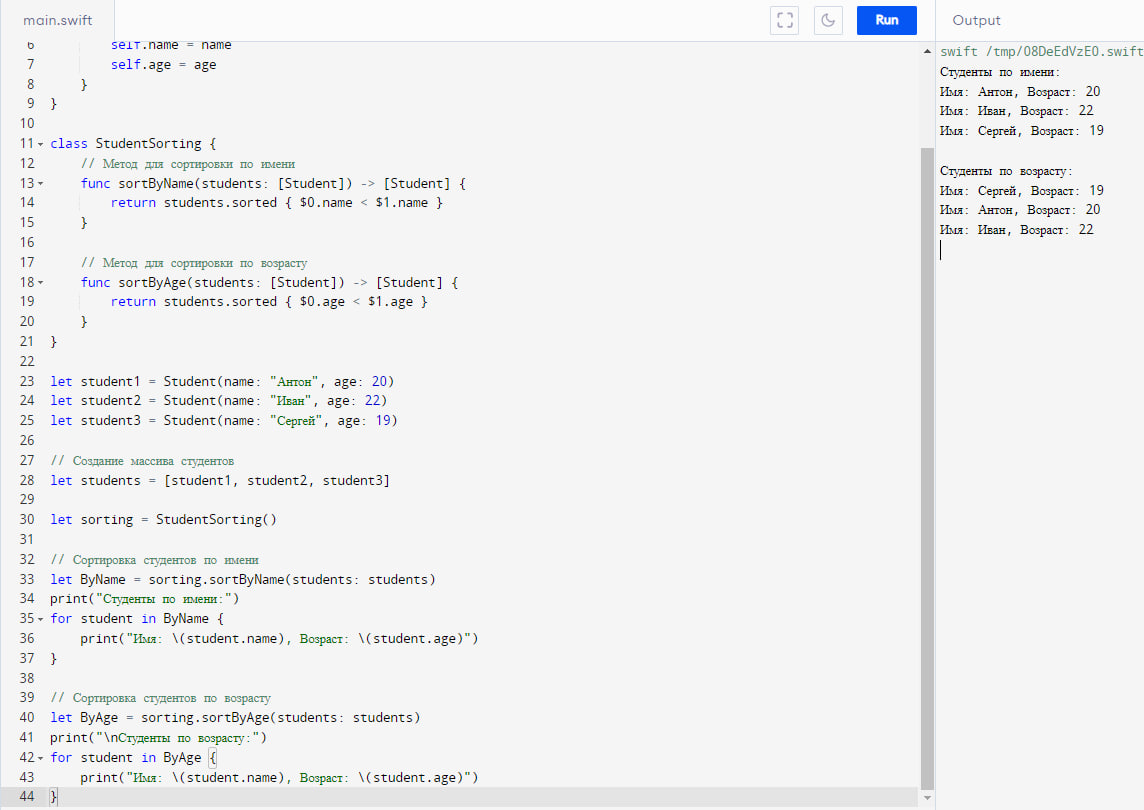 main.swift
Run
Output
6 self.name = name
7 self.age = age
8 }
9 }
10
11 class StudentSorting {
12 // Метод для сортировки по имени
13 func sortByName(students: [Student]) -> [Student] {
14 return students.sorted { $0.name < $1.name }
15 }
16
17 // Метод для сортировки по возрасту
18 func sortByAge(students: [Student]) -> [Student] {
19 return students.sorted { $0.age < $1.age }
20 }
21 }
22
23 let student1 = Student(name: "Антон", age: 20)
24 let student2 = Student(name: "Иван", age: 22)
25 let student3 = Student(name: "Сергей", age: 19)
26
27 // Создание массива студентов
28 let students = [student1, student2, student3]
29
30 let sorting = StudentSorting()
31
32 // Сортировка студентов по имени
33 let ByName = sorting.sortByName(students: students)
34 print("Студенты по имени:")
35 for student in ByName {
36 print("Имя: \(student.name), Возраст: \(student.age)")
37 }
38
39 // Сортировка студентов по возрасту
40 let ByAge = sorting.sortByAge(students: students)
41 print("\nСтуденты по возрасту:")
42 for student in ByAge {
43 print("Имя: \(student.name), Возраст: \(student.age)")
44 }
swift /tmp/08DeEdVzE0.swift
Студенты по имени:
Имя: Антон, Возраст: 20
Имя: Иван, Возраст: 22
Имя: Сергей, Возраст: 19
Студенты по возрасту:
Имя: Сергей, Возраст: 19
Имя: Антон, Возраст: 20
Имя: Иван, Возраст: 22